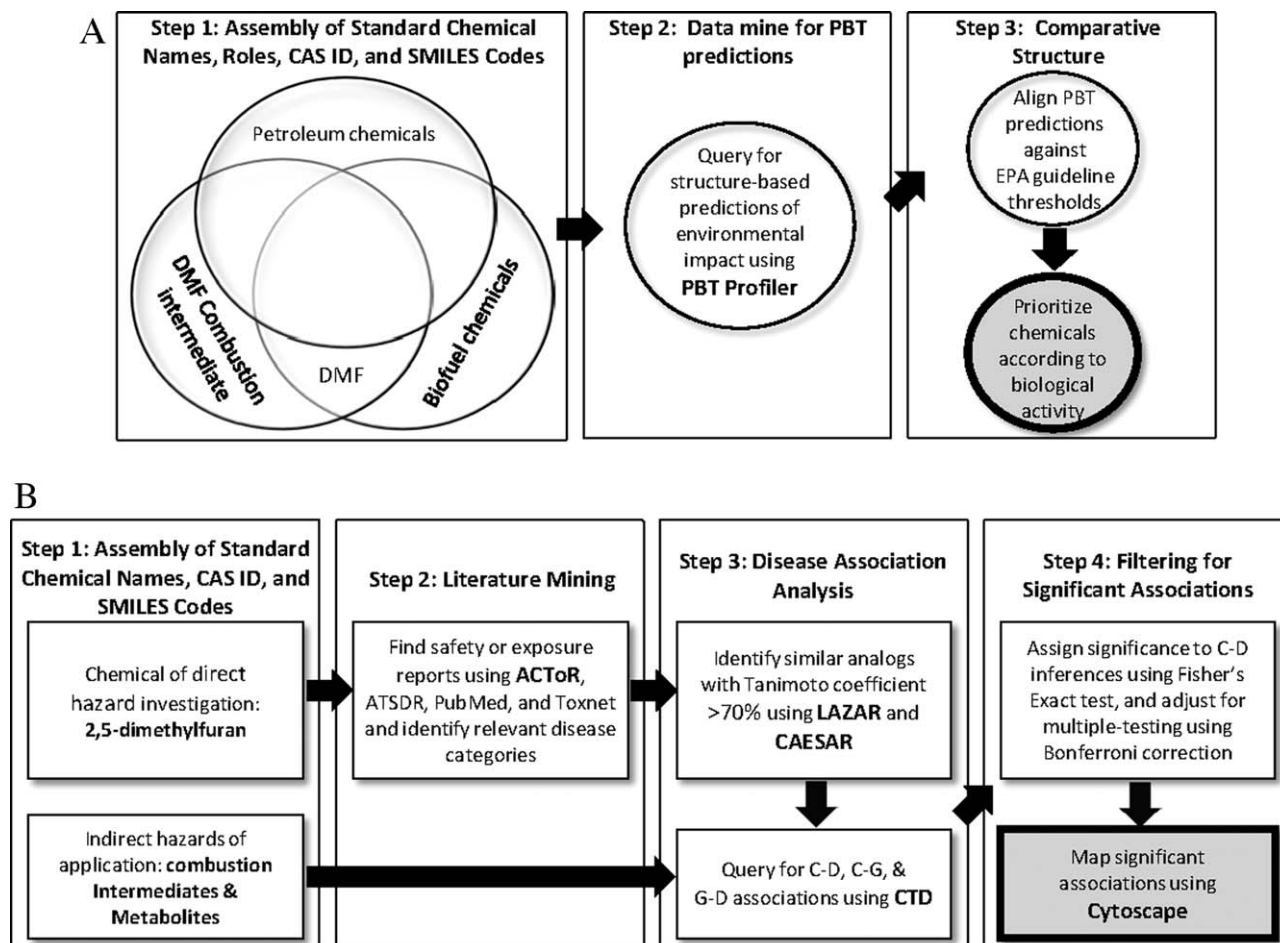 A
Step 1: Assembly of Standard Chemical
Names, Roles, CAS ID, and SMILES Codes
Petroleum chemicals
DMF Combustion
intermediate
Biofuel chemicals
DMF
Step 2: Data mine for PBT
predictions
Query for
structure-based
predictions of
environmental
impact using
PBT Profiler
Step 3: Comparative
Structure
Align PBT
predictions
against
EPA guideline
thresholds
Prioritize
chemicals
according to
biological
activity
B
Step 1: Assembly of Standard
Chemical Names, CAS ID, and
SMILES Codes
Chemical of direct
hazard investigation:
2,5-dimethylfuran
Indirect hazards of
application: combustion
Intermediates &
Metabolites
Step 2: Literature Mining
Find safety or exposure
reports using ACToR,
ATSDR, PubMed, and Toxnet
and identify relevant disease
categories
Step 3: Disease Association
Analysis
Identify similar analogs
with Tanimoto coefficient
>70% using LAZAR and
CAESAR
Query for C-D, C-G, &
G-D associations using CTD
Step 4: Filtering for
Significant Associations
Assign significance to C-D
inferences using Fisher's
Exact test, and adjust for
multiple-testing using
Bonferroni correction
Map significant
associations using
Cytoscape